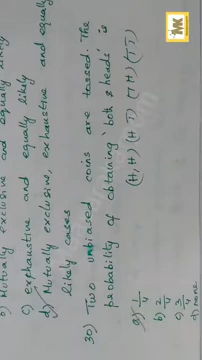 b) Mutually exclusive and equally likely
c) exhaustive and equally likely
d) Mutually exclusive, exhaustive and equally
likely cases
30) Two unbiased coins are tossed. The
probability of obtaining 'both heads' is
a) 1/4 (H,H) (H T) (T H) (T T)
b) 2/4
c) 3/4
d) none
MK